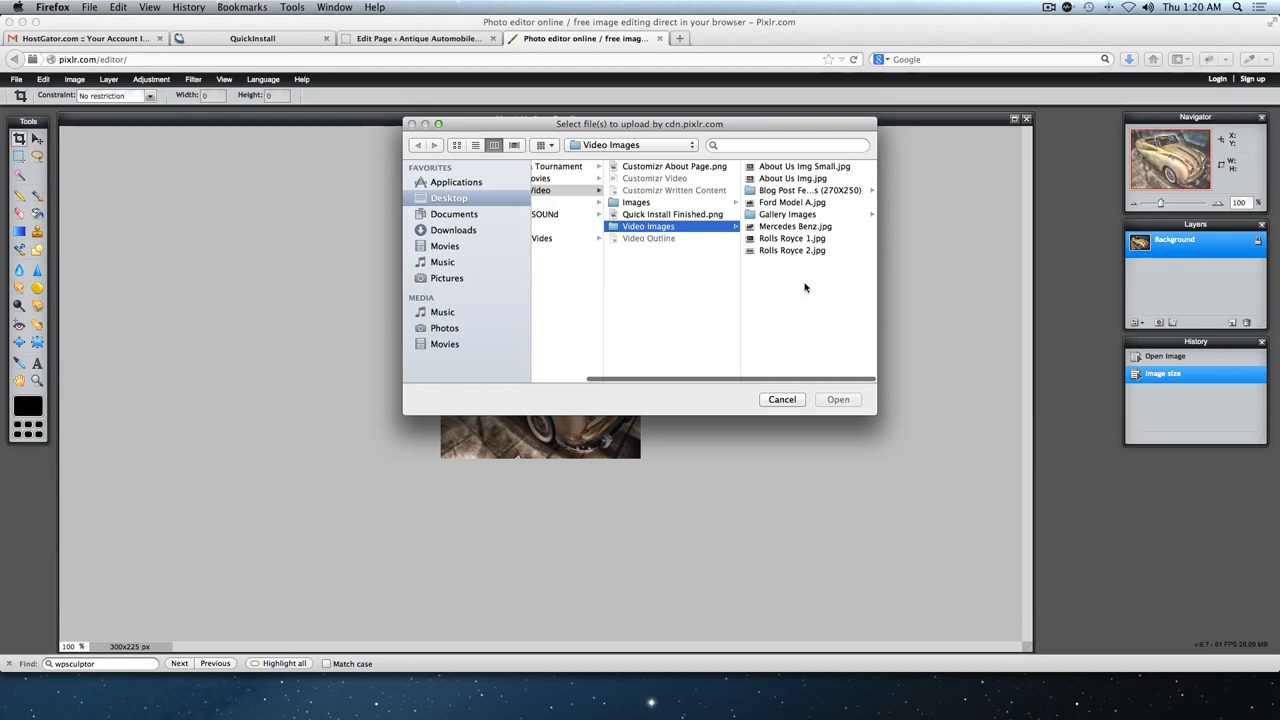 Firefox File Edit View History Bookmarks Tools Window Help Thu 1:20 AM
Photo editor online / free image editing direct in your browser - Pixlr.com
HostGator.com :: Your Account I... QuickInstall Edit Page ‹ Antique Automobile... Photo editor online / free imag...
pixlr.com/editor/ Google
File Edit Image Layer Adjustment Filter View Language Help Login Sign up
Constraint: No restriction Width: 0 Height: 0
Tools
Select file(s) to upload by cdn.pixlr.com
Video Images
FAVORITES
Applications
Desktop
Documents
Downloads
Movies
Music
Pictures
MEDIA
Music
Photos
Movies
Tournament
ovies
ideo
SOUNd
Vides
Customizr About Page.png
Customizr Video
Customizr Written Content
Images
Quick Install Finished.png
Video Images
Video Outline
About Us Img Small.jpg
About Us Img.jpg
Blog Post Fe...s (270X250)
Ford Model A.jpg
Gallery Images
Mercedes Benz.jpg
Rolls Royce 1.jpg
Rolls Royce 2.jpg
Cancel Open
Navigator
X:
Y:
W:
H:
100 %
Layers
Background
History
Open Image
Image size
100 % 300x225 px
v:6.7 - 61 FPS 28.09 MB
Find: wpsculptor Next Previous Highlight all Match case